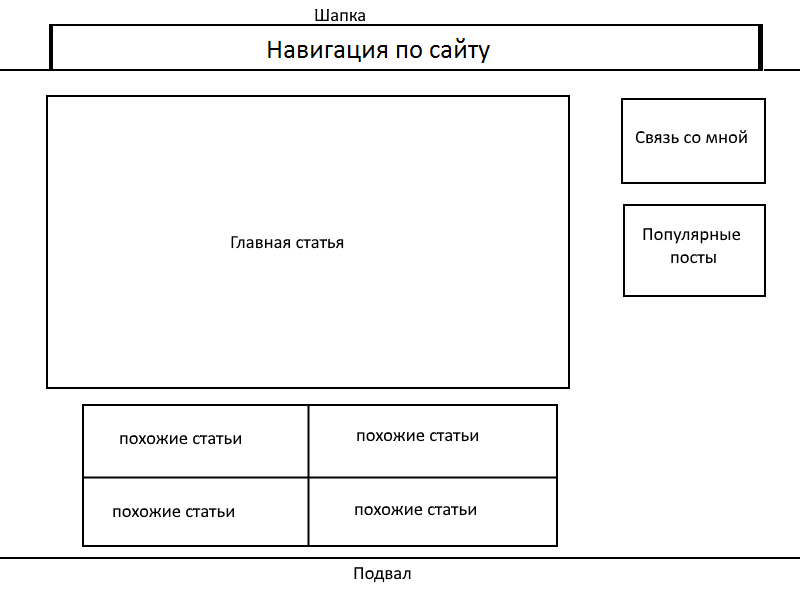 Шапка
Навигация по сайту
Главная статья
Связь со мной
Популярные
посты
похожие статьи
похожие статьи
похожие статьи
похожие статьи
Подвал